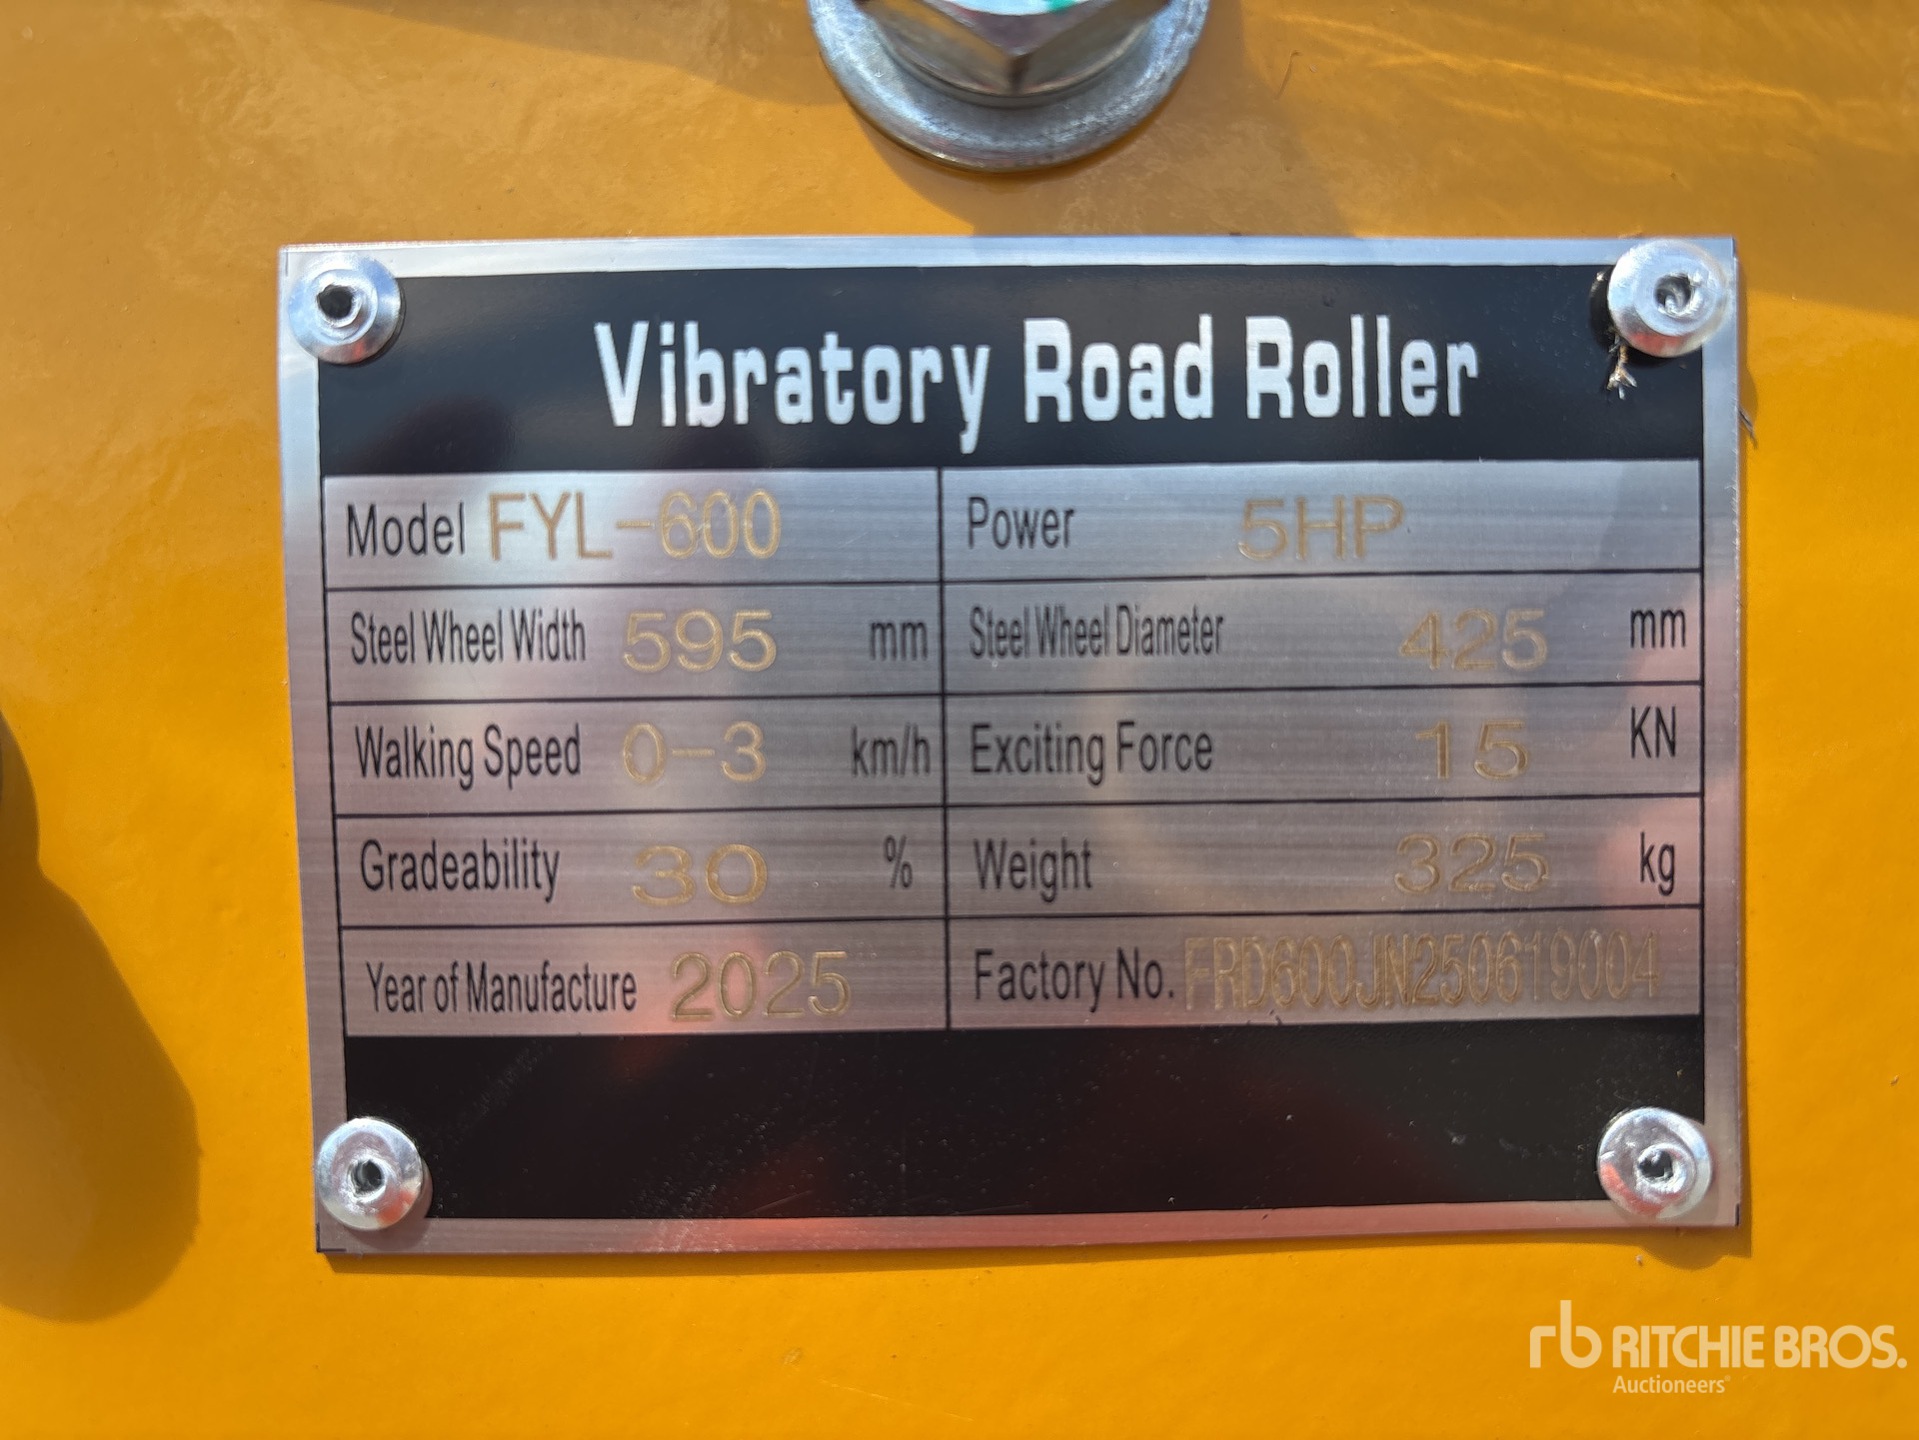 Vibratory Road Roller
Model FYL-600 Power 5HP
Steel Wheel Width 595 mm Steel Wheel Diameter 425 mm
Walking Speed 0-3 km/h Exciting Force 15 KN
Gradeability 30 % Weight 325 kg
Year of Manufacture 2025 Factory No. FRD600JN250619004
rb RITCHIE BROS.
Auctioneers